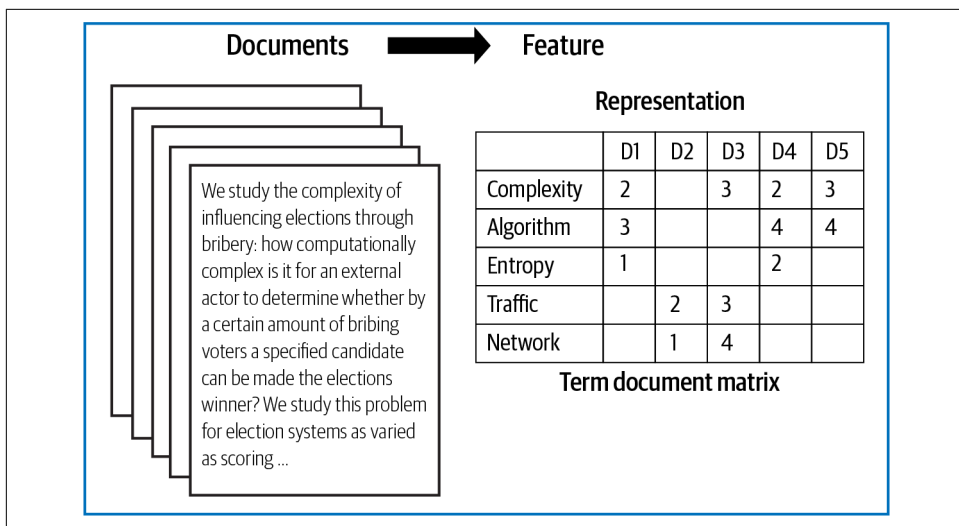 Documents Feature
We study the complexity of
influencing elections through
bribery: how computationally
complex is it for an external
actor to determine whether by
a certain amount of bribing
voters a specified candidate
can be made the elections
winner? We study this problem
for election systems as varied
as scoring ...
Representation
D1 D2 D3 D4 D5
Complexity 2 3 2 3
Algorithm 3 4 4
Entropy 1 2
Traffic 2 3
Network 1 4
Term document matrix